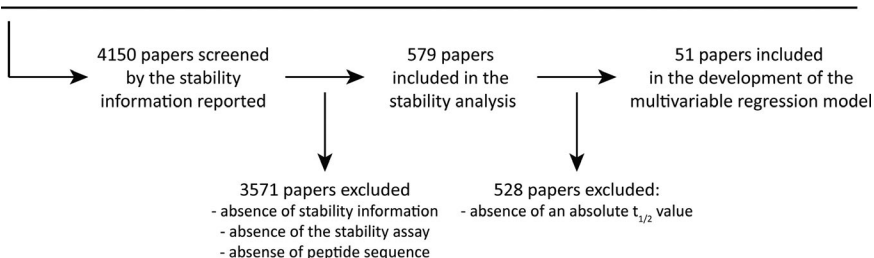 4150 papers screened
by the stability
information reported
579 papers
included in the
stability analysis
51 papers included
in the development of the
multivariable regression model
3571 papers excluded
- absence of stability information
- absence of the stability assay
- absense of peptide sequence
528 papers excluded:
- absence of an absolute t1/2 value